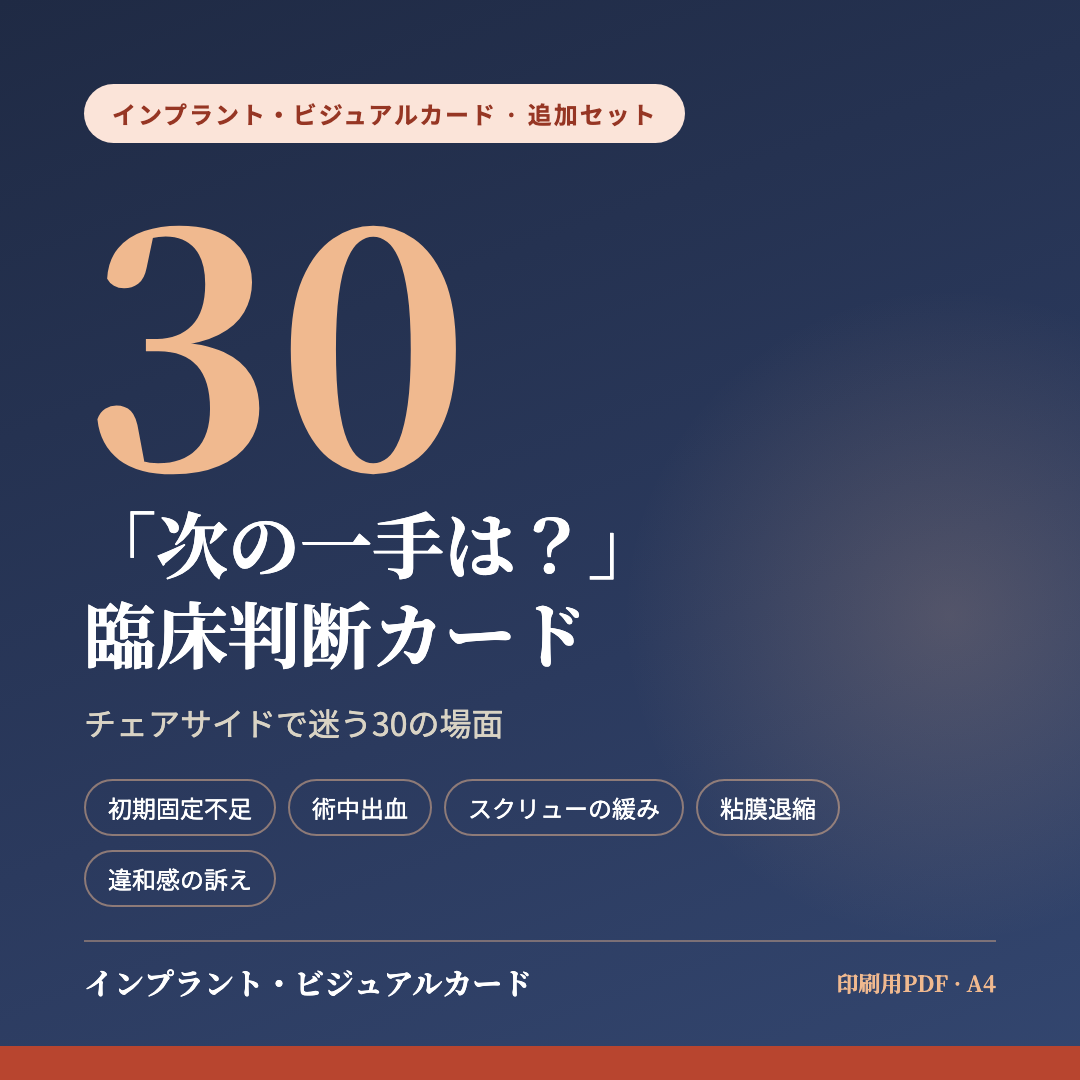 インプラント・ビジュアルカード · 追加セット
30
「次の一手は？」
臨床判断カード
チェアサイドで迷う30の場面
初期固定不足 術中出血 スクリューの緩み 粘膜退縮
違和感の訴え
インプラント・ビジュアルカード 印刷用PDF · A4